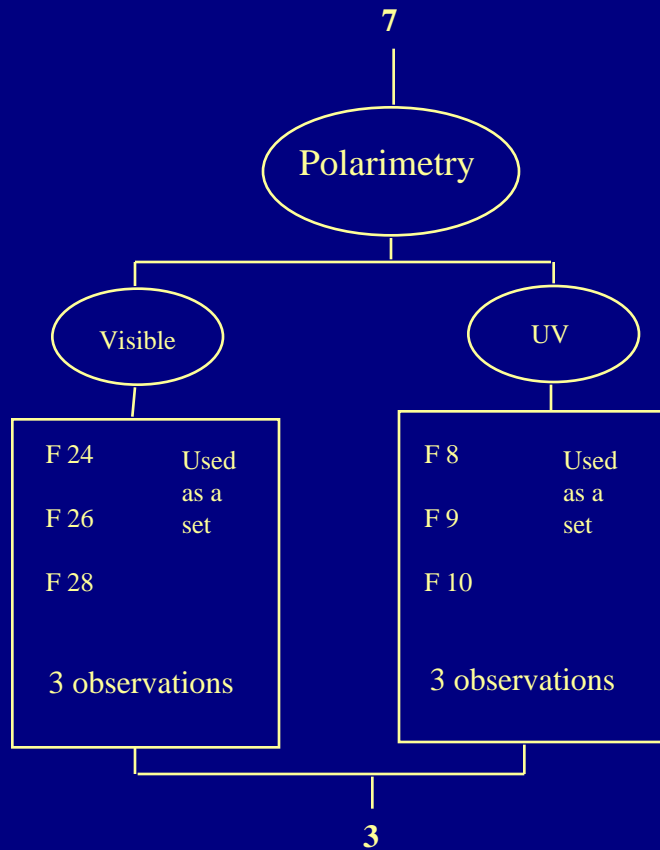 7
Polarimetry
Visible
UV
F 24
F 26
F 28
Used
as a
set
3 observations
F 8
F 9
F 10
Used
as a
set
3 observations
3